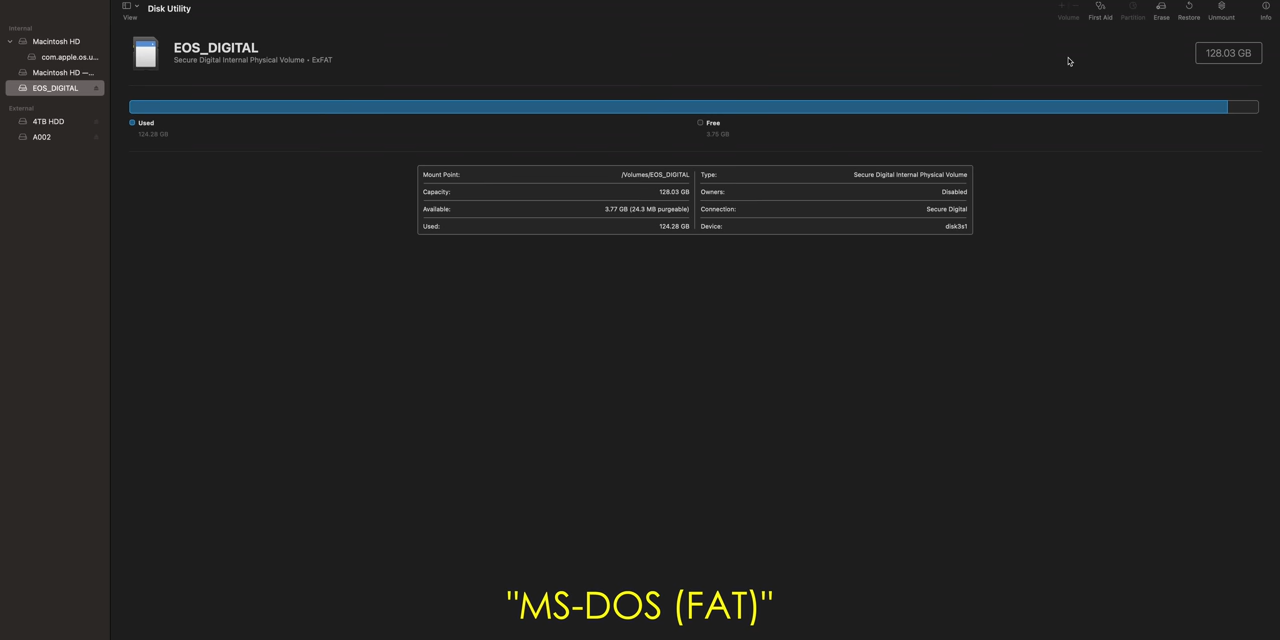 Disk Utility
View
Volume
First Aid
Partition
Erase
Restore
Unmount
Info
Internal
Macintosh HD
com.apple.os.u...
Macintosh HD —...
EOS_DIGITAL
External
4TB HDD
A002
EOS_DIGITAL
Secure Digital Internal Physical Volume • ExFAT
128.03 GB
Used
124.28 GB
Free
3.75 GB
Mount Point: /Volumes/EOS_DIGITAL
Capacity: 128.03 GB
Available: 3.77 GB (24.3 MB purgeable)
Used: 124.28 GB
Type: Secure Digital Internal Physical Volume
Owners: Disabled
Connection: Secure Digital
Device: disk3s1
"MS-DOS (FAT)"